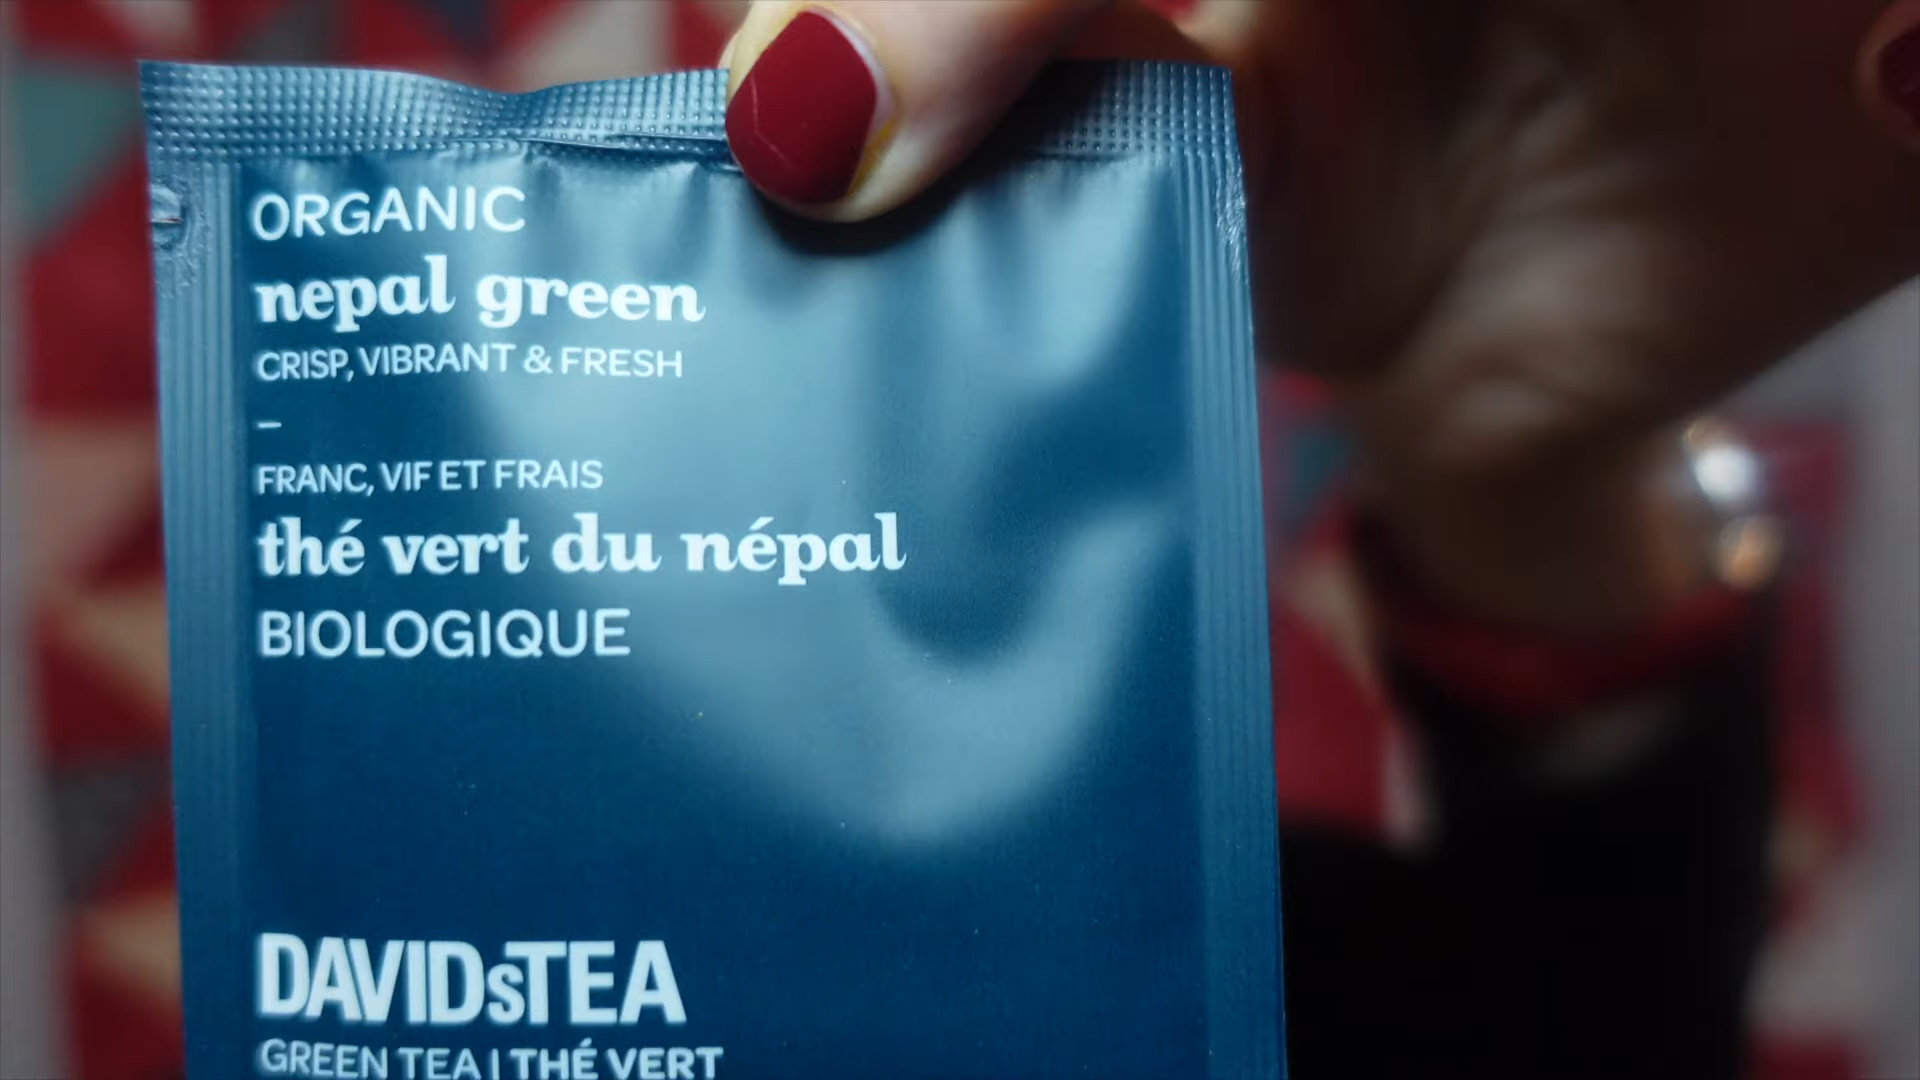 ORGANIC
nepal green
CRISP, VIBRANT & FRESH
–
FRANC, VIF ET FRAIS
thé vert du népal
BIOLOGIQUE
DAVIDsTEA
GREEN TEA | THÉ VERT